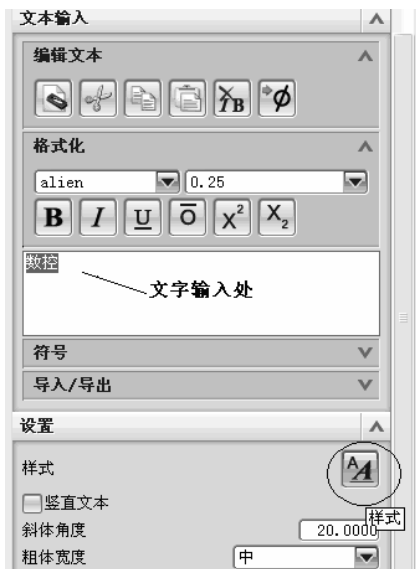 文本输入
编辑文本
格式化
alien 0.25
B I U O X² X₂
数控
文字输入处
符号
导入/导出
设置
样式
竖直文本
样式
斜体角度 20.0000
粗体宽度 中